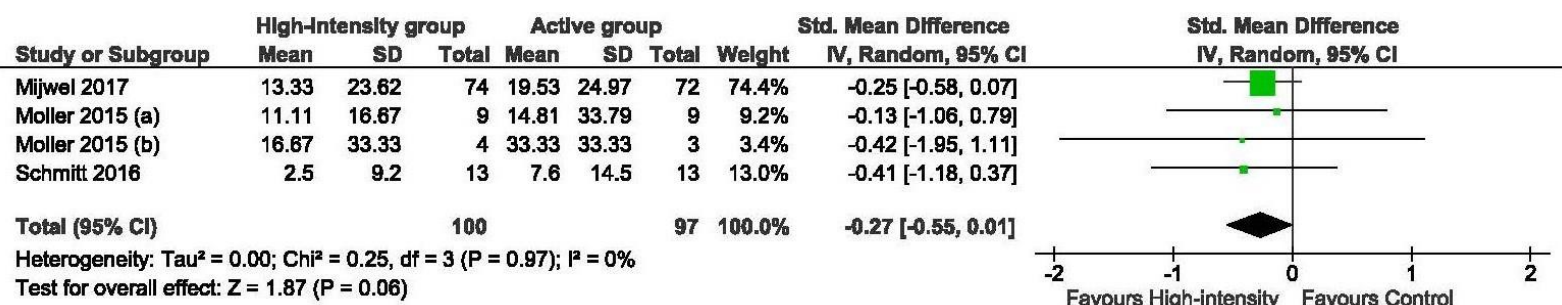 High-Intensity group Active group Std. Mean Difference Std. Mean Difference
Study or Subgroup Mean SD Total Mean SD Total Weight IV, Random, 95% CI IV, Random, 95% CI
Mijwel 2017 13.33 23.62 74 19.53 24.97 72 74.4% -0.25 [-0.58, 0.07]
Moller 2015 (a) 11.11 16.67 9 14.81 33.79 9 9.2% -0.13 [-1.06, 0.79]
Moller 2015 (b) 16.67 33.33 4 33.33 33.33 3 3.4% -0.42 [-1.95, 1.11]
Schmitt 2016 2.5 9.2 13 7.6 14.5 13 13.0% -0.41 [-1.18, 0.37]
Total (95% CI) 100 97 100.0% -0.27 [-0.55, 0.01]
Heterogeneity: Tau² = 0.00; Chi² = 0.25, df = 3 (P = 0.97); I² = 0%
Test for overall effect: Z = 1.87 (P = 0.06)
-2 -1 0 1 2
Favours High-intensity Favours Control